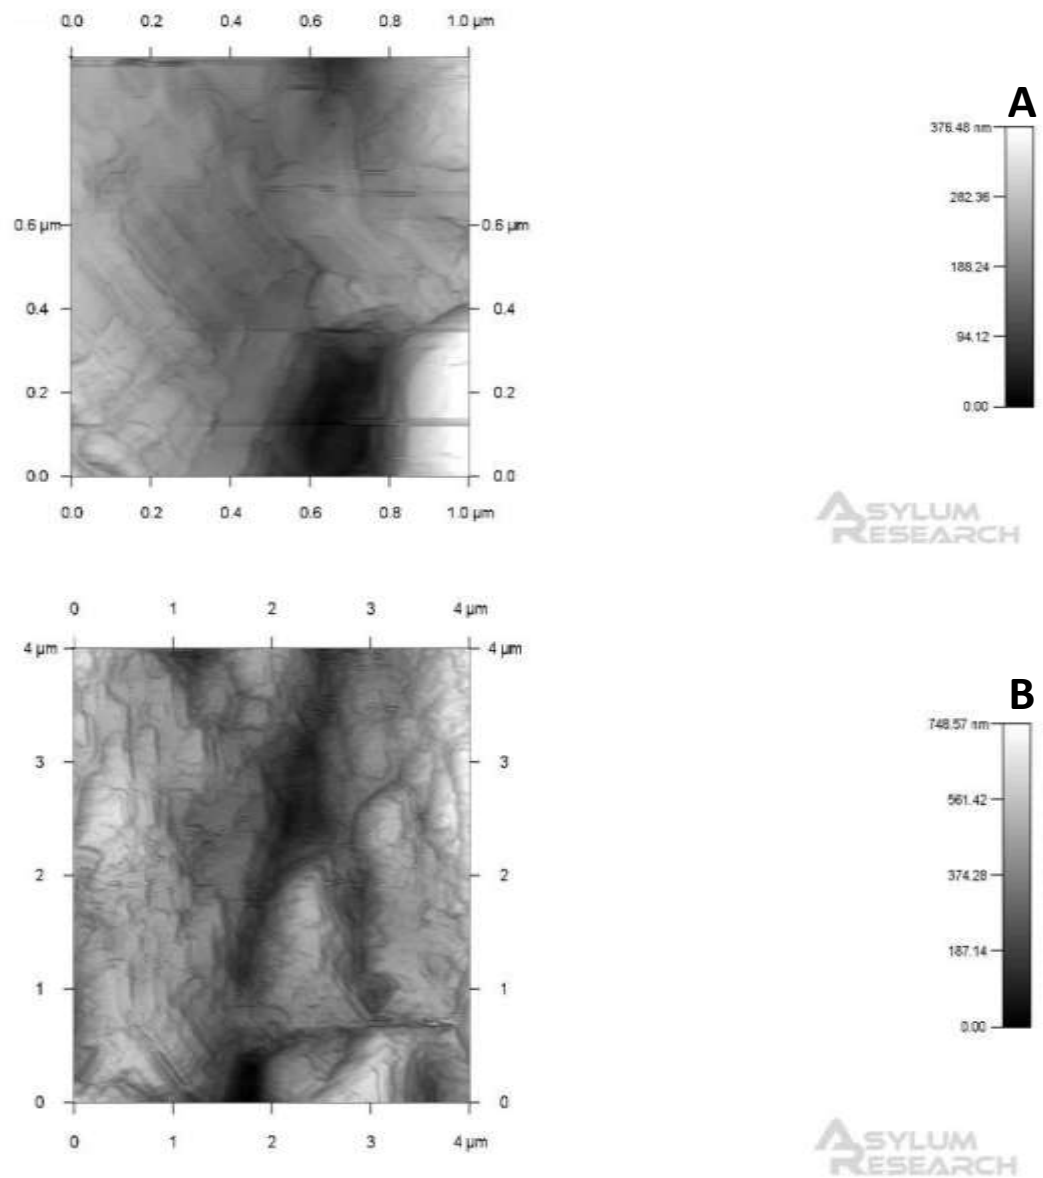 0.0 0.2 0.4 0.6 0.8 1.0 µm
A
376.48 nm
282.36
188.24
94.12
0.00
0.6 µm 0.6 µm
0.4 0.4
0.2 0.2
0.0 0.0
0.0 0.2 0.4 0.6 0.8 1.0 µm
ASYLUM
RESEARCH
0 1 2 3 4 µm
4 µm 4 µm
B
748.57 nm
561.42
374.28
187.14
0.00
3 3
2 2
1 1
0 0
0 1 2 3 4 µm
ASYLUM
RESEARCH